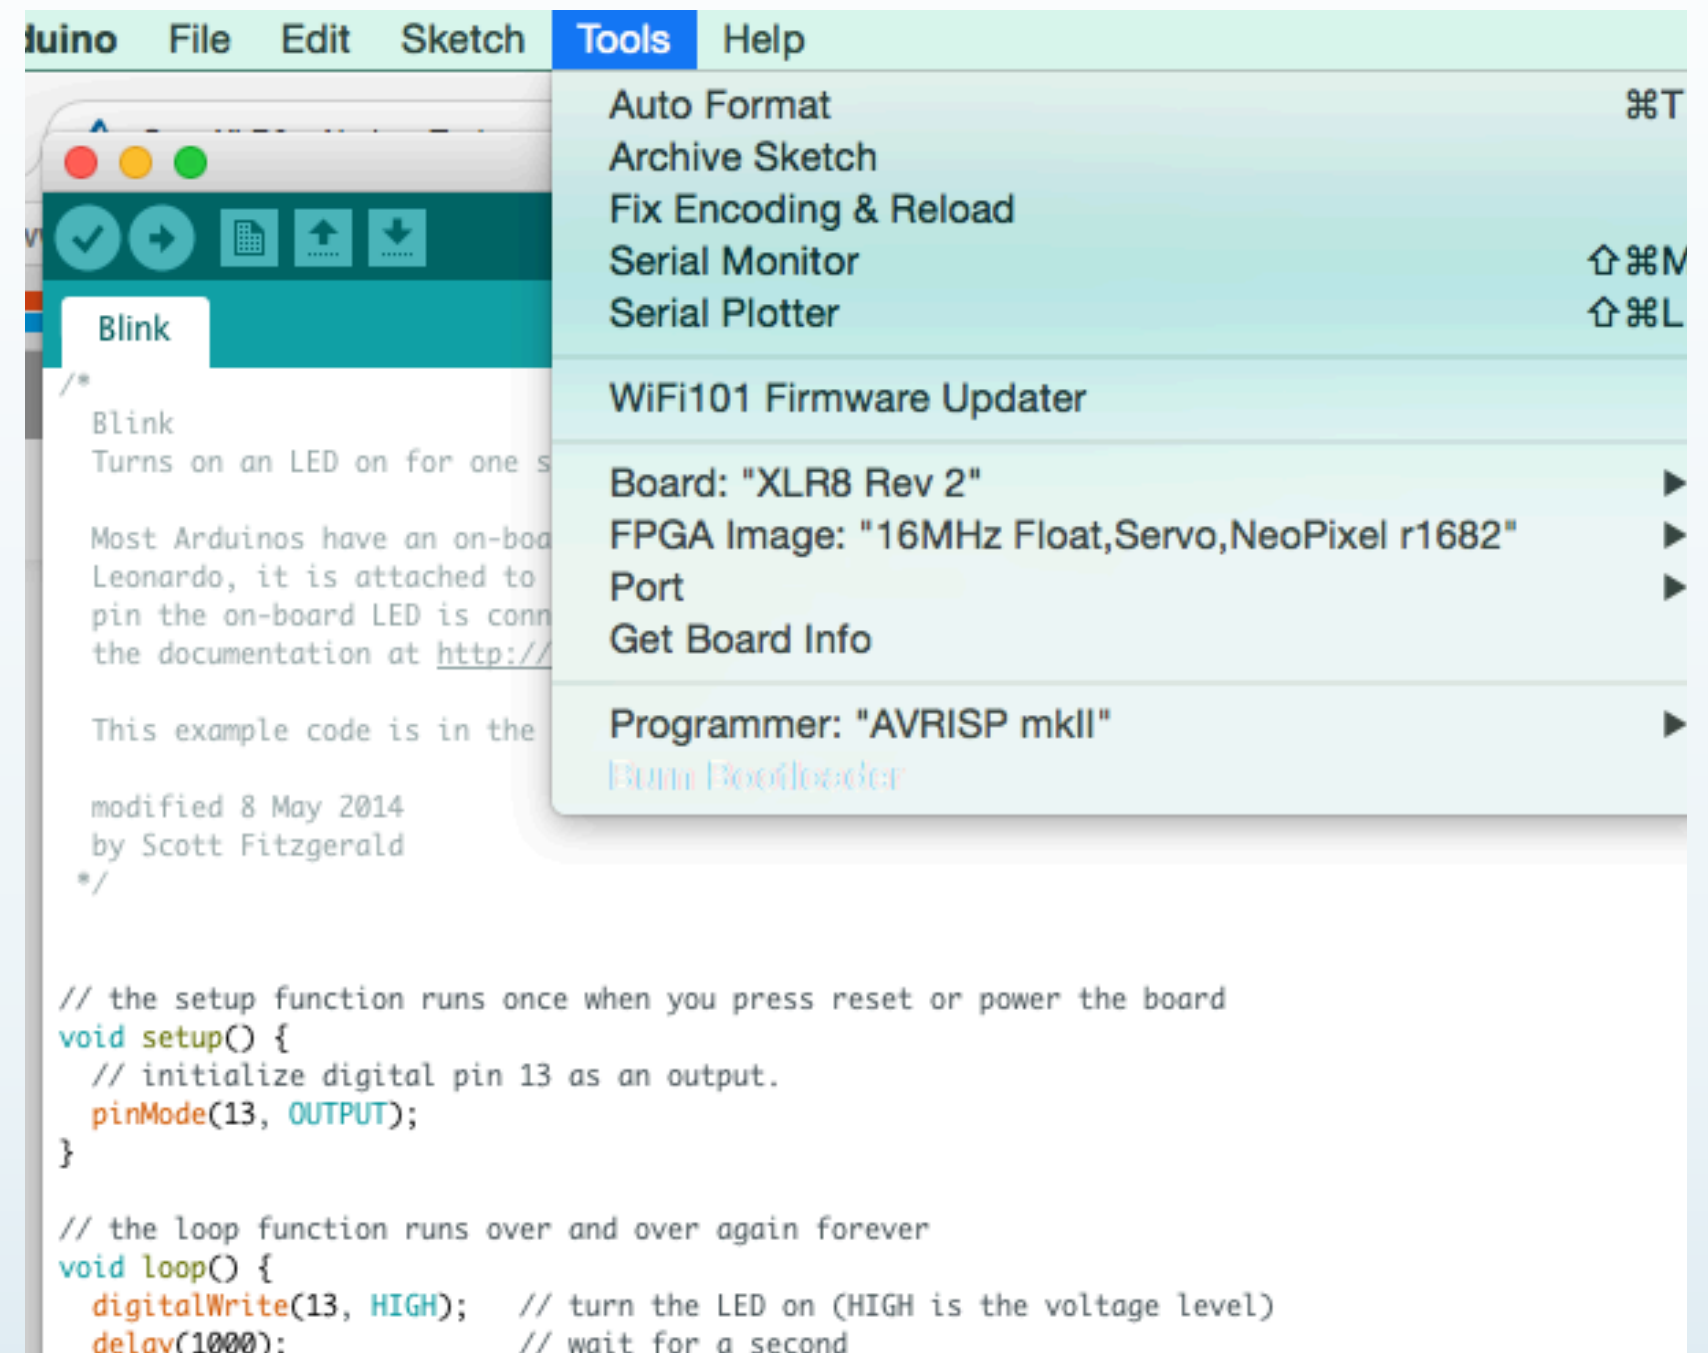 File Edit Sketch Tools Help
Auto Format ⌘T
Archive Sketch
Fix Encoding & Reload
Serial Monitor ⇧⌘M
Serial Plotter ⇧⌘L
WiFi101 Firmware Updater
Board: "XLR8 Rev 2"
FPGA Image: "16MHz Float,Servo,NeoPixel r1682"
Port
Get Board Info
Programmer: "AVRISP mkII"
Burn Bootloader
Blink
/*
Blink
Turns on an LED on for one
Most Arduinos have an
Leonardo, it is attached to
pin the on-board LED is
the documentation at http://
This example code is in the
modified 8 May 2014
by Scott Fitzgerald
*/
// the setup function runs once when you press reset or power the board
void setup() {
// initialize digital pin 13 as an output.
pinMode(13, OUTPUT);
}
// the loop function runs over and over again forever
void loop() {
digitalWrite(13, HIGH); // turn the LED on (HIGH is the voltage level)
delay(1000); // wait for a second